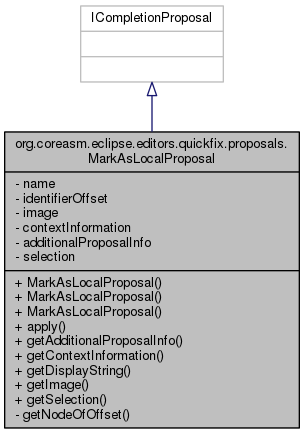 ICompletionProposal
org.coreasm.eclipse.editors.quickfix.proposals.
MarkAsLocalProposal
- name
- identifierOffset
- image
- contextInformation
- additionalProposalInfo
- selection
+ MarkAsLocalProposal()
+ MarkAsLocalProposal()
+ MarkAsLocalProposal()
+ apply()
+ getAdditionalProposalInfo()
+ getContextInformation()
+ getDisplayString()
+ getImage()
+ getSelection()
- getNodeOfOffset()